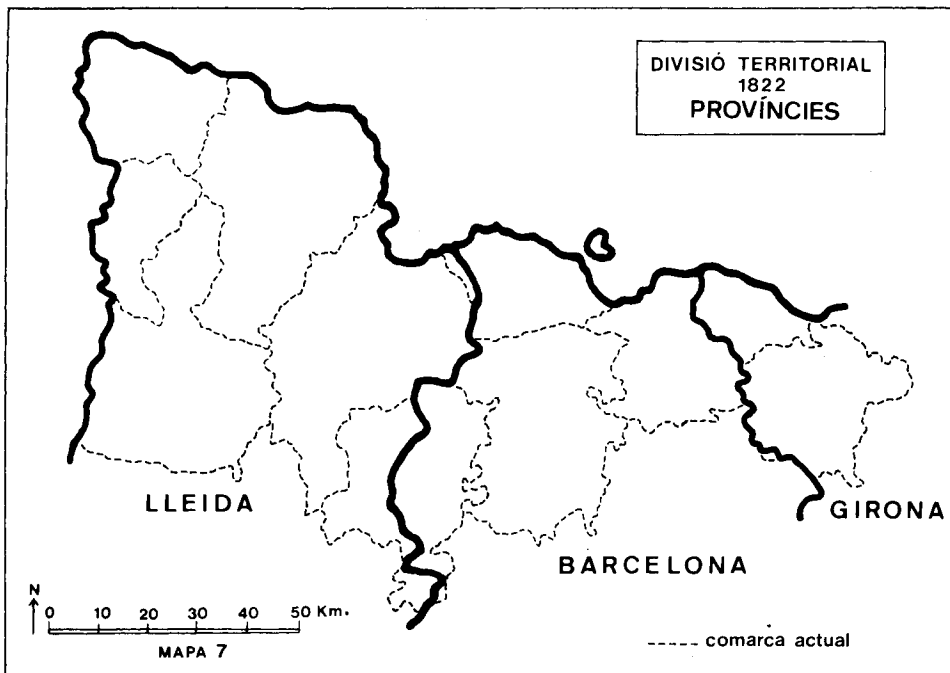 DIVISIÓ TERRITORIAL
1822
PROVÍNCIES
LLEIDA
GIRONA
BARCELONA
N
0 10 20 30 40 50 Km.
MAPA 7
comarca actual